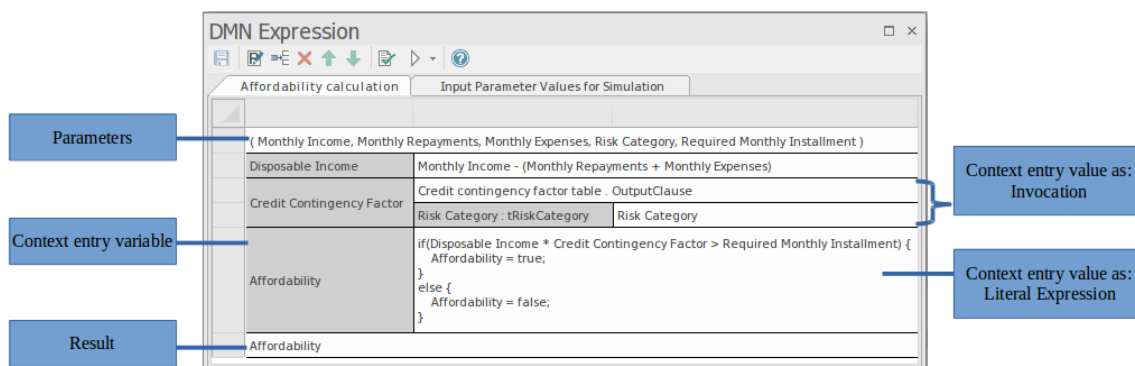 DMN Expression
Affordability calculation
Input Parameter Values for Simulation
Parameters
( Monthly Income, Monthly Repayments, Monthly Expenses, Risk Category, Required Monthly Installment )
Disposable Income
Monthly Income - (Monthly Repayments + Monthly Expenses)
Context entry value as:
Invocation
Credit Contingency Factor
Credit contingency factor table . OutputClause
Risk Category : tRiskCategory
Risk Category
Context entry variable
Affordability
if(Disposable Income * Credit Contingency Factor > Required Monthly Installment) {
Affordability = true;
}
else {
Affordability = false;
}
Context entry value as:
Literal Expression
Result
Affordability